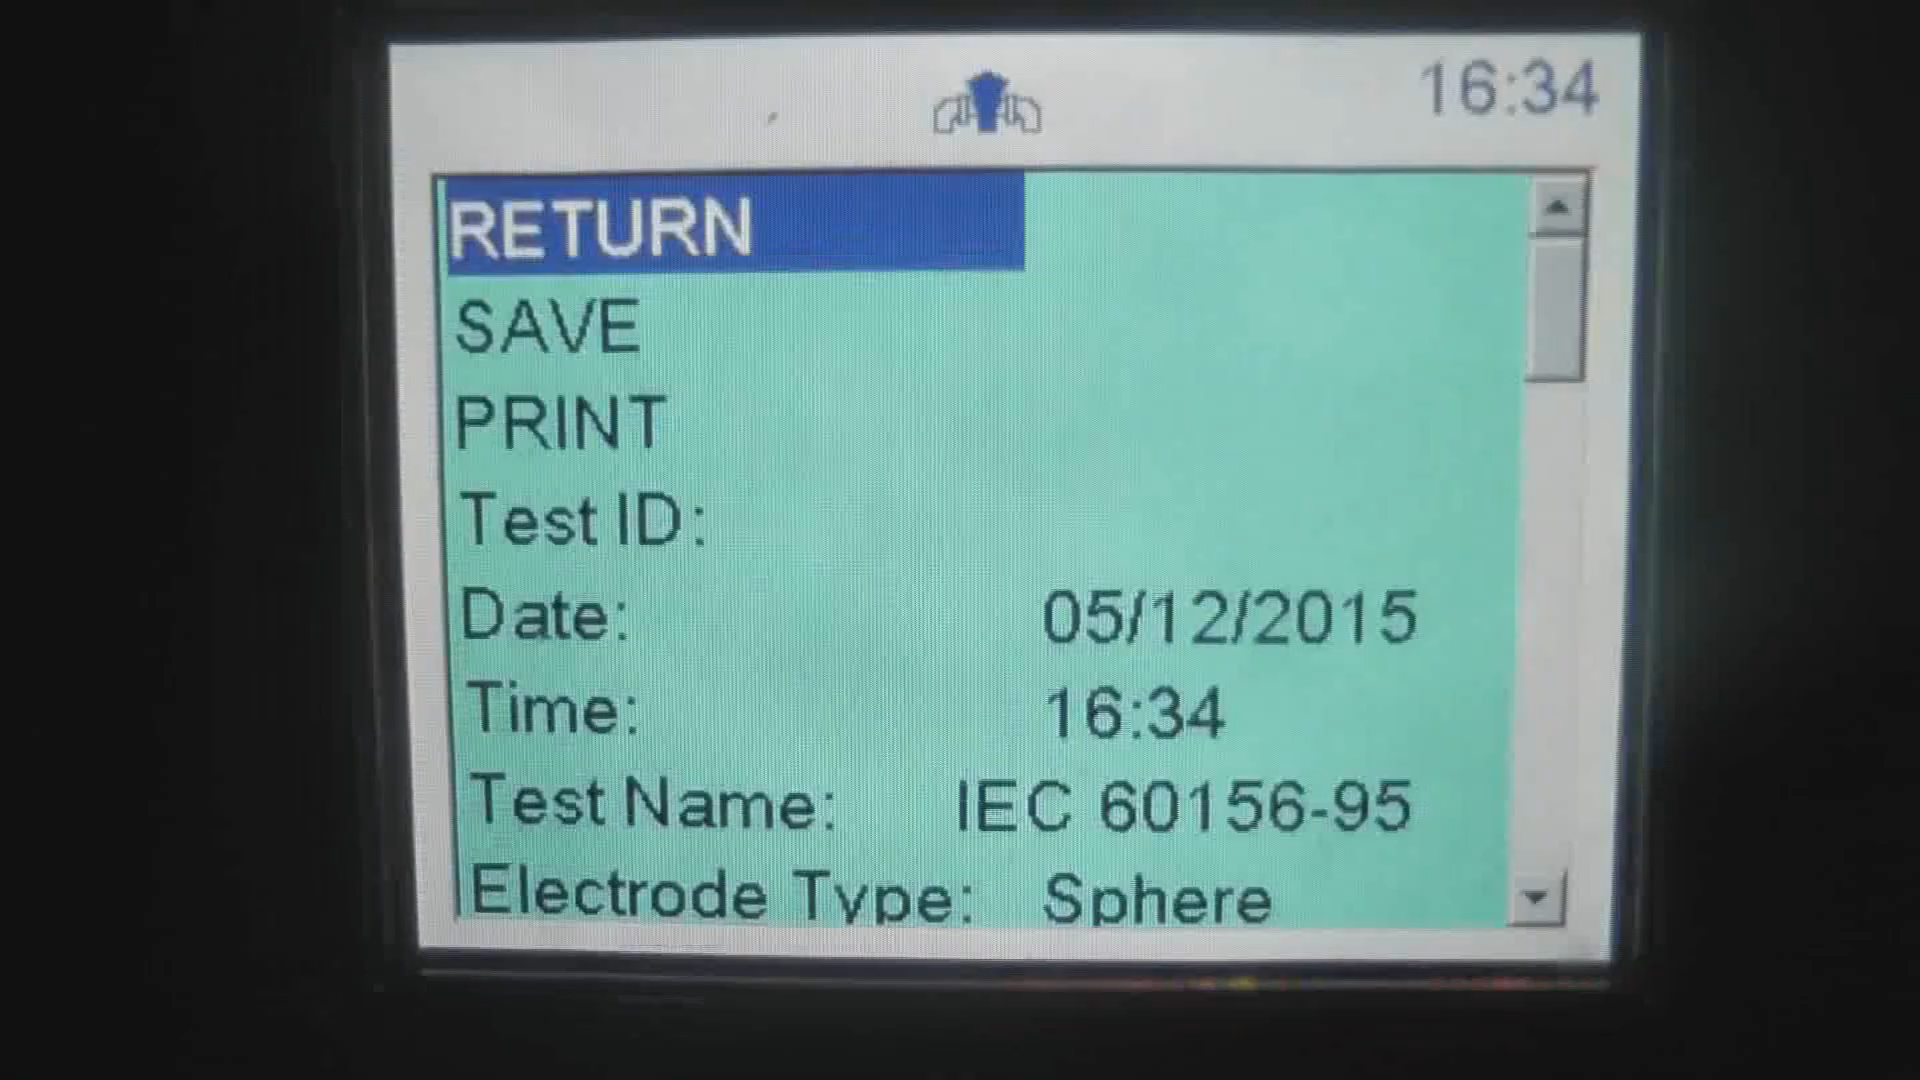 16:34
RETURN
SAVE
PRINT
Test ID:
Date: 05/12/2015
Time: 16:34
Test Name: IEC 60156-95
Electrode Type: Sphere